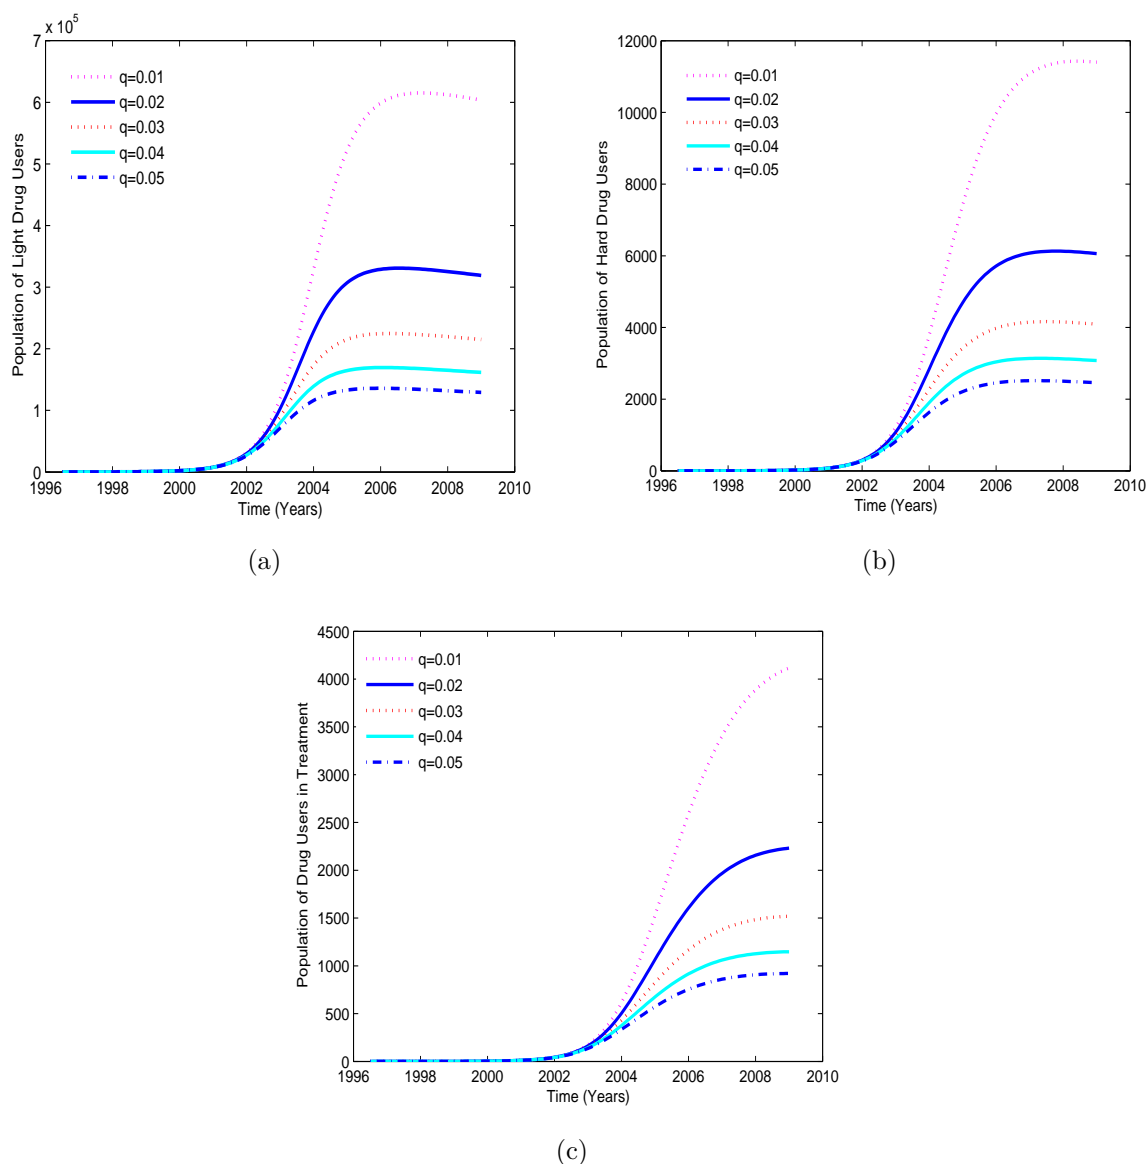 x 10^5
7
6
5
4
3
2
1
0
Population of Light Drug Users
q=0.01
q=0.02
q=0.03
q=0.04
q=0.05
1996 1998 2000 2002 2004 2006 2008 2010
Time (Years)
(a)
12000
10000
8000
6000
4000
2000
0
Population of Hard Drug Users
q=0.01
q=0.02
q=0.03
q=0.04
q=0.05
1996 1998 2000 2002 2004 2006 2008 2010
Time (Years)
(b)
4500
4000
3500
3000
2500
2000
1500
1000
500
0
Population of Drug Users in Treatment
q=0.01
q=0.02
q=0.03
q=0.04
q=0.05
1996 1998 2000 2002 2004 2006 2008 2010
Time (Years)
(c)